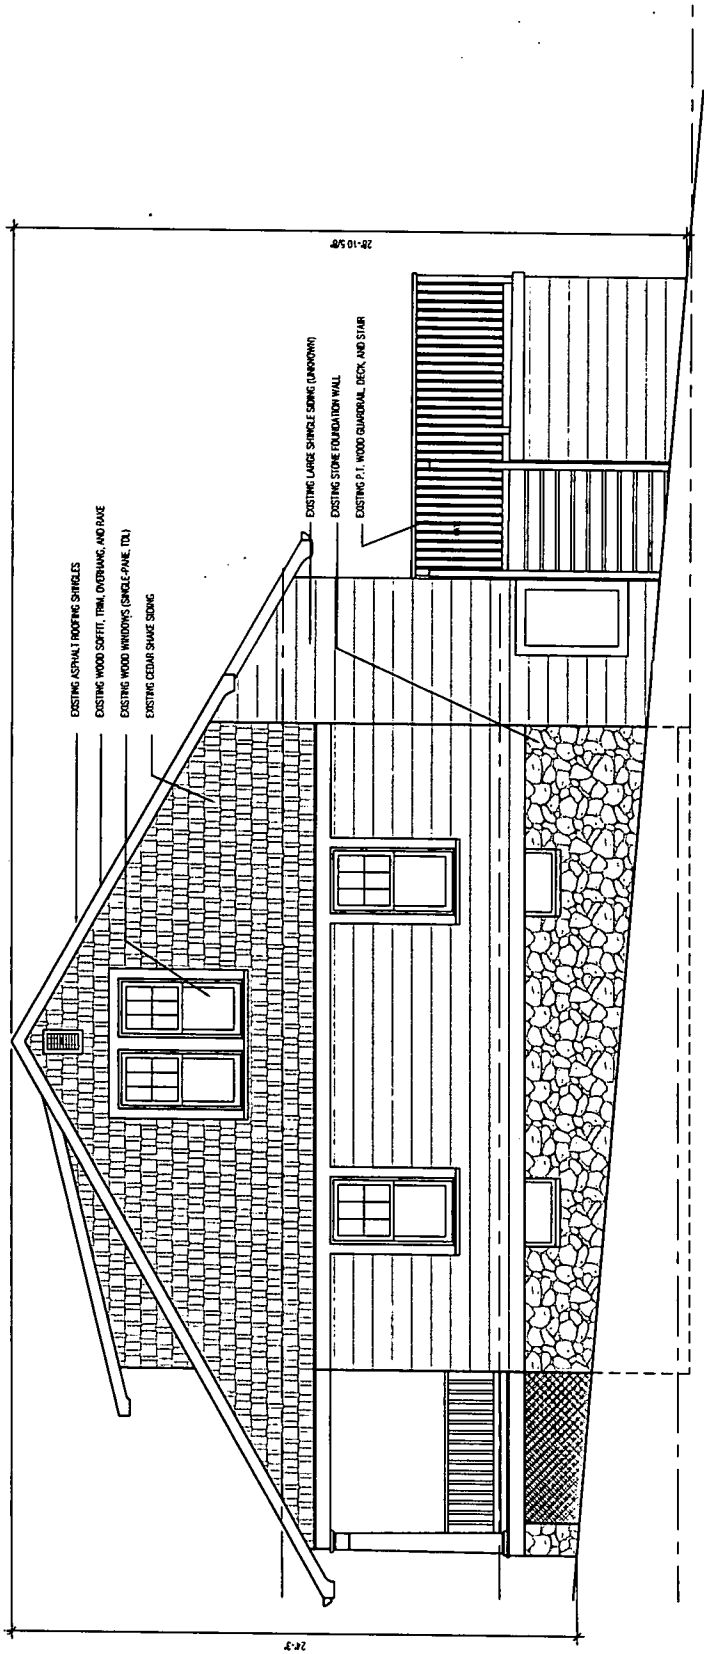 EXISTING ASPHALT ROOFING SHINGLES
EXISTING WOOD SOFFIT, TRIM, OVERHANG, AND RAKE
EXISTING WOOD WINDOWS (SINGLE-PANE, TDL)
EXISTING CEDAR SHAKE SIDING
EXISTING LARGE SHINGLE SIDING (UNKNOWN)
EXISTING STONE FOUNDATION WALL
EXISTING P.T. WOOD GUARDRAIL, DECK, AND STAIR
GATE
28'-10 5/8"
24'-3"